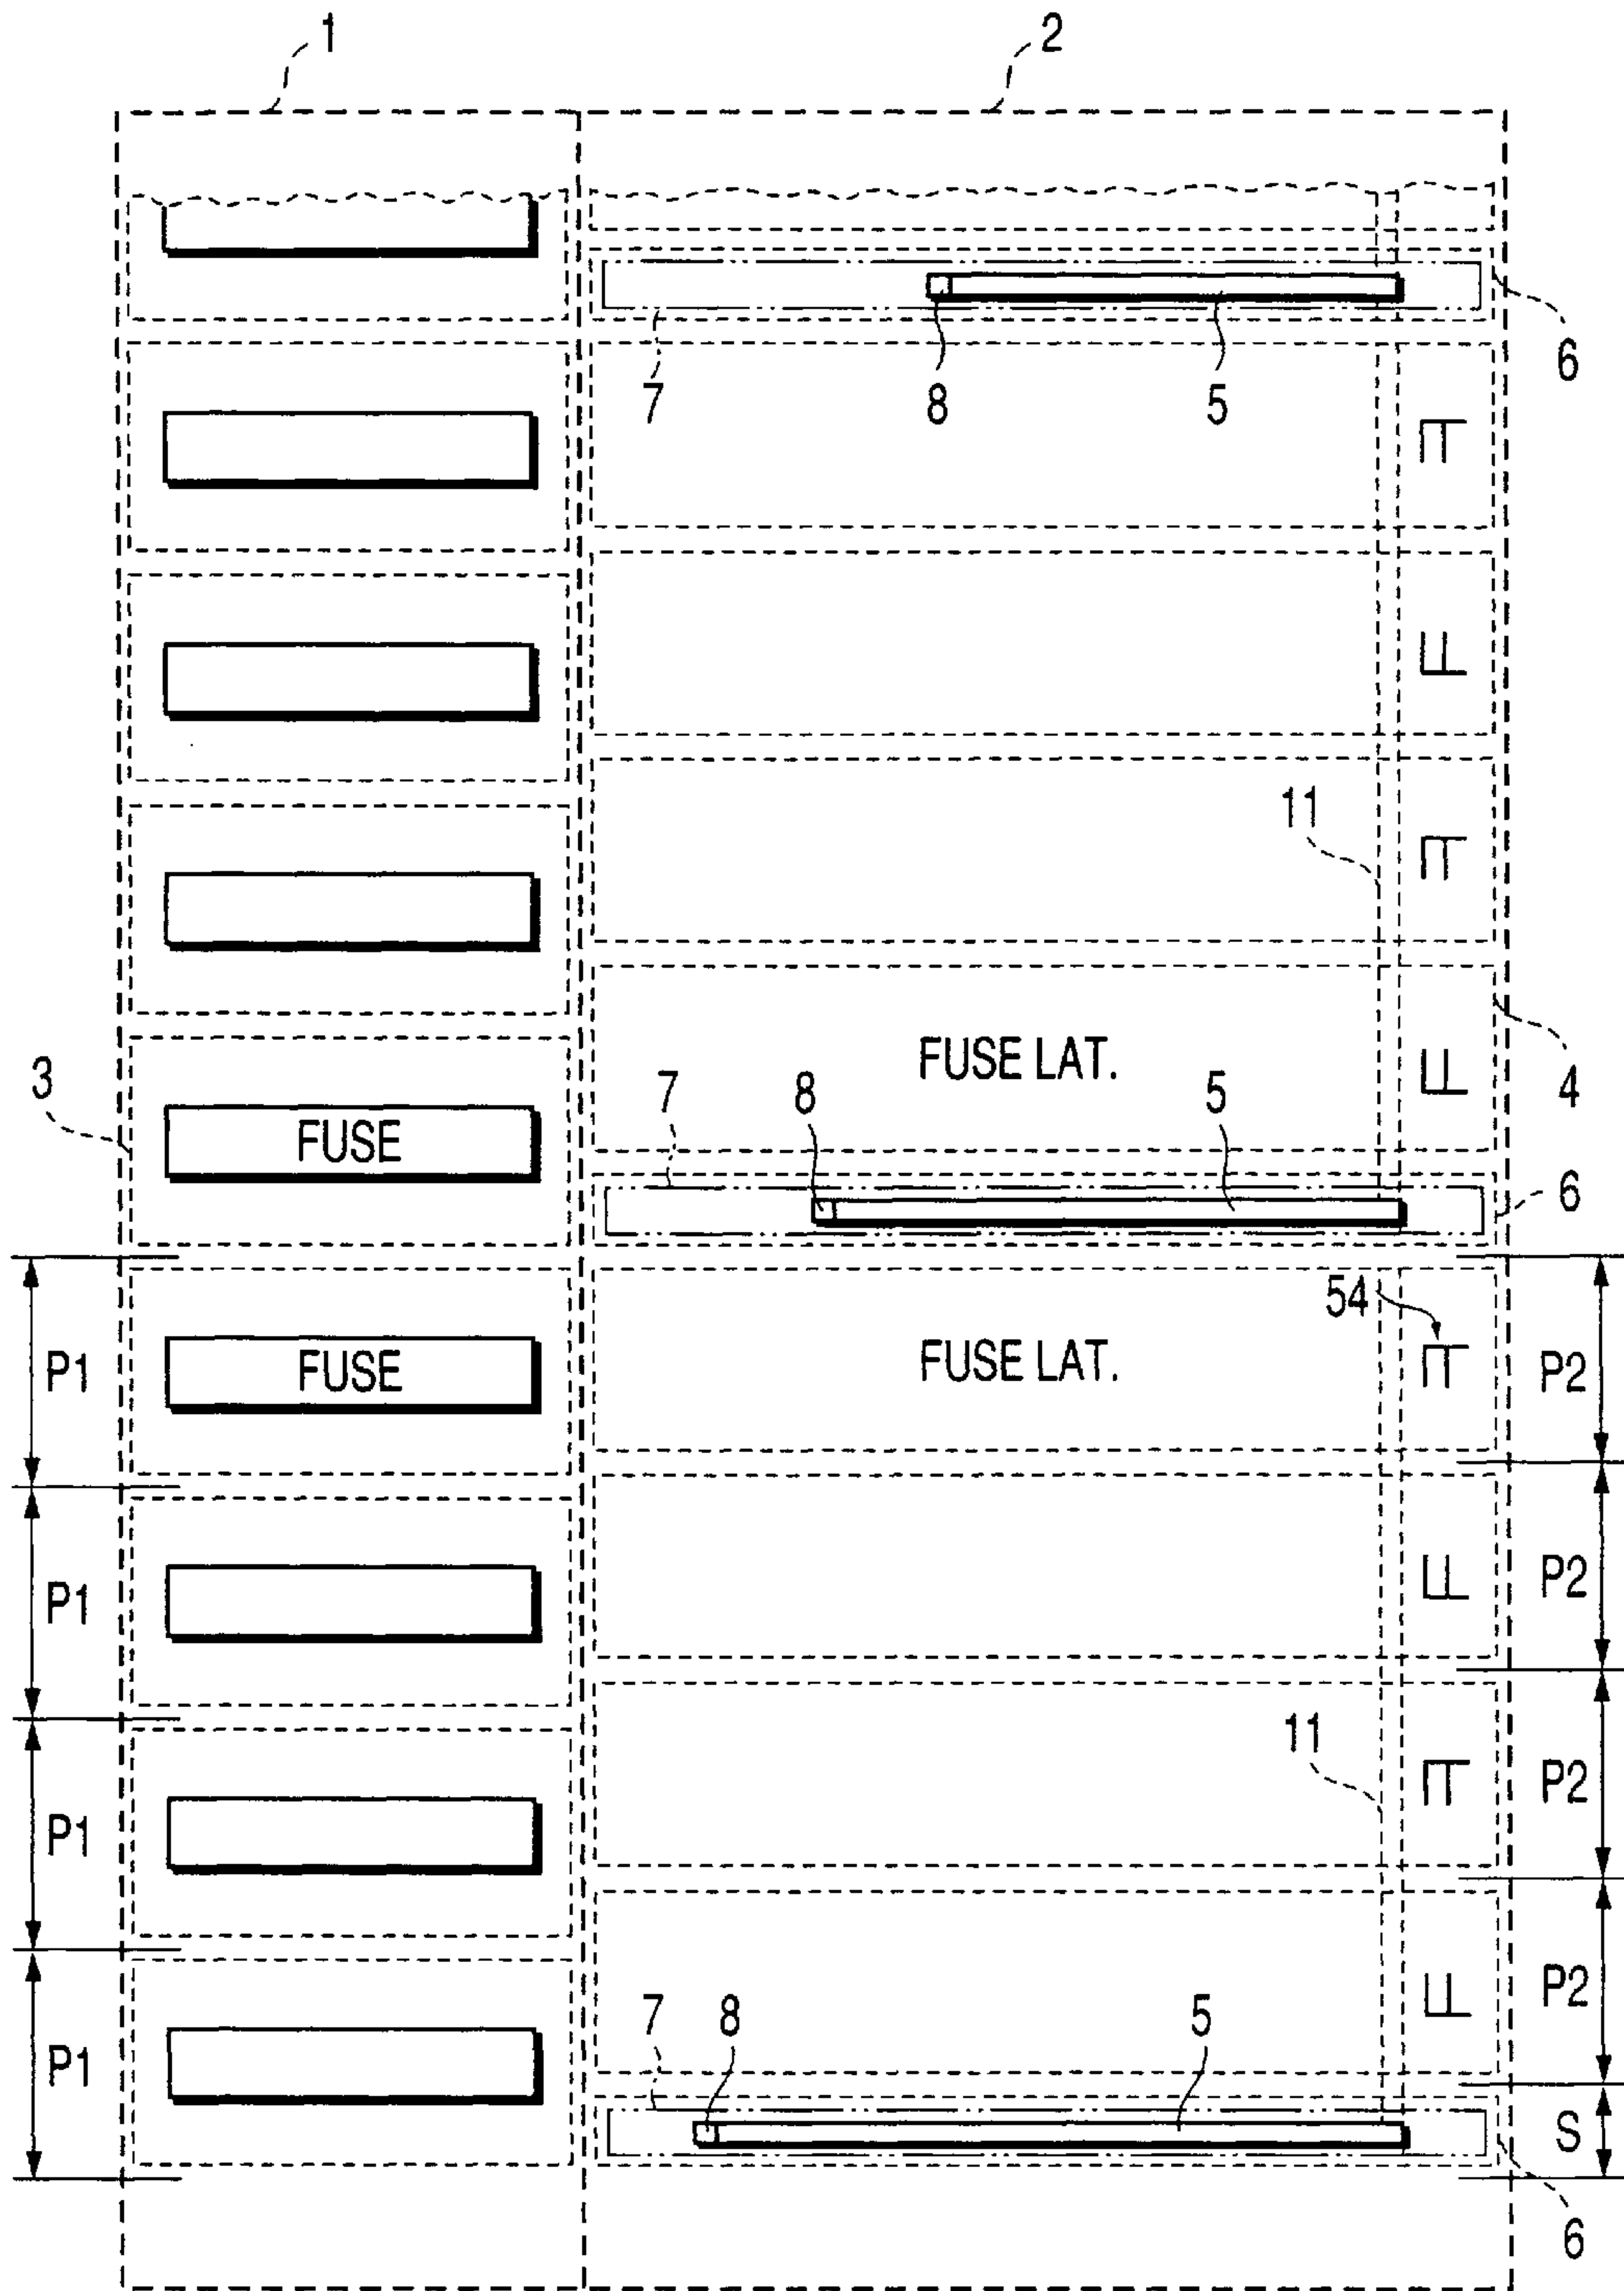 1 2
6
7 8 5
F
F
11
F
F
FUSE LAT.
4
3
7 8 5
FUSE
6
54
P1 FUSE FUSE LAT. F P2
P1 F P2
11
P1 F P2
F P2
P1
7 8 5
S
6